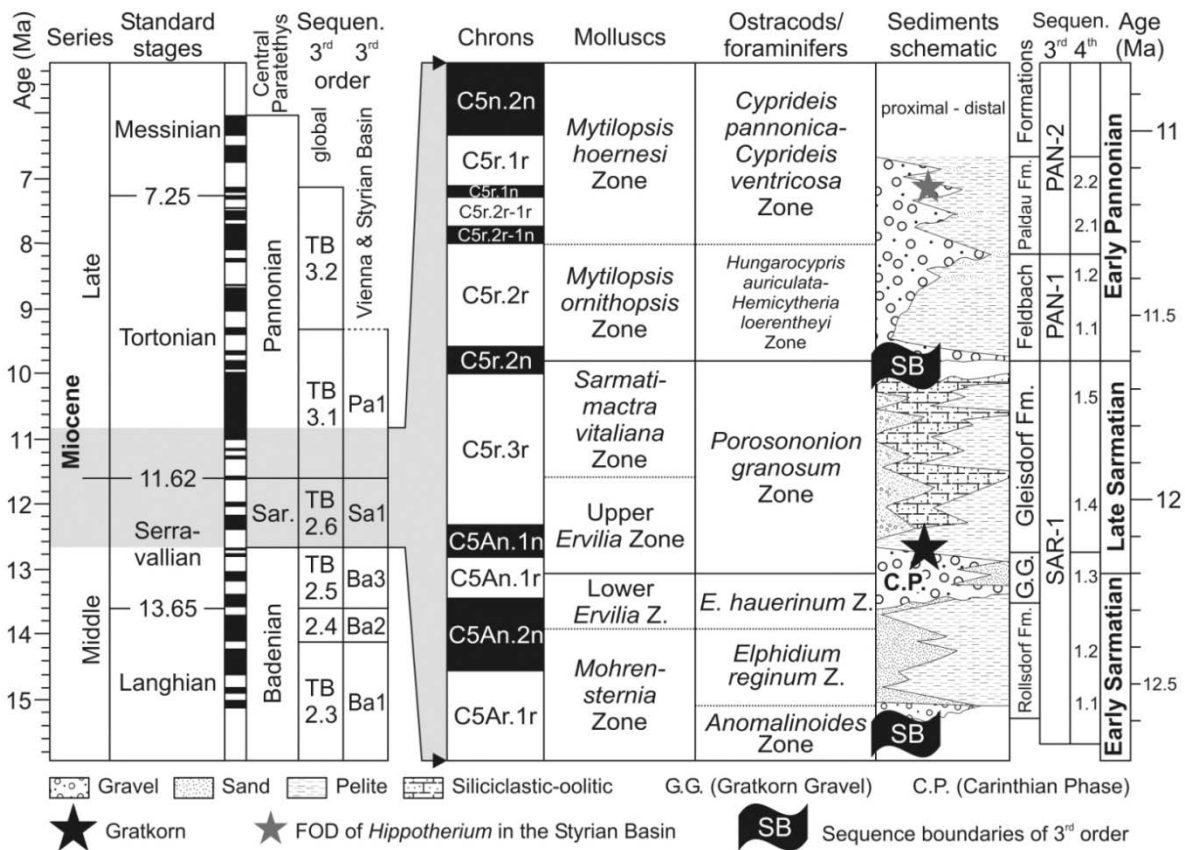 Age (Ma)
Series
Standard
stages
Central
Paratethys
Sequen.
3rd 3rd
order
global
Vienna & Styrian Basin
7
8
9
10
11
12
13
14
15
Miocene
Late
Middle
Messinian
7.25
Tortonian
11.62
Serra-
vallian
13.65
Langhian
Pannonian
Sar.
Badenian
TB
3.2
TB
3.1
TB
2.6
TB
2.5
2.4
TB
2.3
Pa1
Sa1
Ba3
Ba2
Ba1
Chrons
C5n.2n
C5r.1r
C5r.1n
C5r.2r-1r
C5r.2r-1n
C5r.2r
C5r.2n
C5r.3r
C5An.1n
C5An.1r
C5An.2n
C5Ar.1r
Molluscs
Mytilopsis
hoernesi
Zone
Mytilopsis
ornithopsis
Zone
Sarmati-
mactra
vitaliana
Zone
Upper
Ervilia Zone
Lower
Ervilia Z.
Mohren-
sternia
Zone
Ostracods/
foraminifers
Cyprideis
pannonica-
Cyprideis
ventricosa
Zone
Hungarocypris
auriculata-
Hemicytheria
loerentheyi
Zone
Porosononion
granosum
Zone
E. hauerinum Z.
Elphidium
reginum Z.
Anomalinoides
Zone
Sediments
schematic
proximal - distal
SB
C.P.
SB
Formations
Paldau Fm.
Feldbach
Gleisdorf Fm.
G.G.
Rollsdorf Fm.
Sequen.
3rd 4th
PAN-2
PAN-1
SAR-1
2.2
2.1
1.2
1.1
1.5
1.4
1.3
1.2
1.1
Age
(Ma)
Early Pannonian
Late Sarmatian
Early Sarmatian
11
11.5
12
12.5
Gravel Sand Pelite Siliciclastic-oolitic G.G. (Gratkorn Gravel) C.P. (Carinthian Phase)
Gratkorn FOD of Hippotherium in the Styrian Basin SB Sequence boundaries of 3rd order